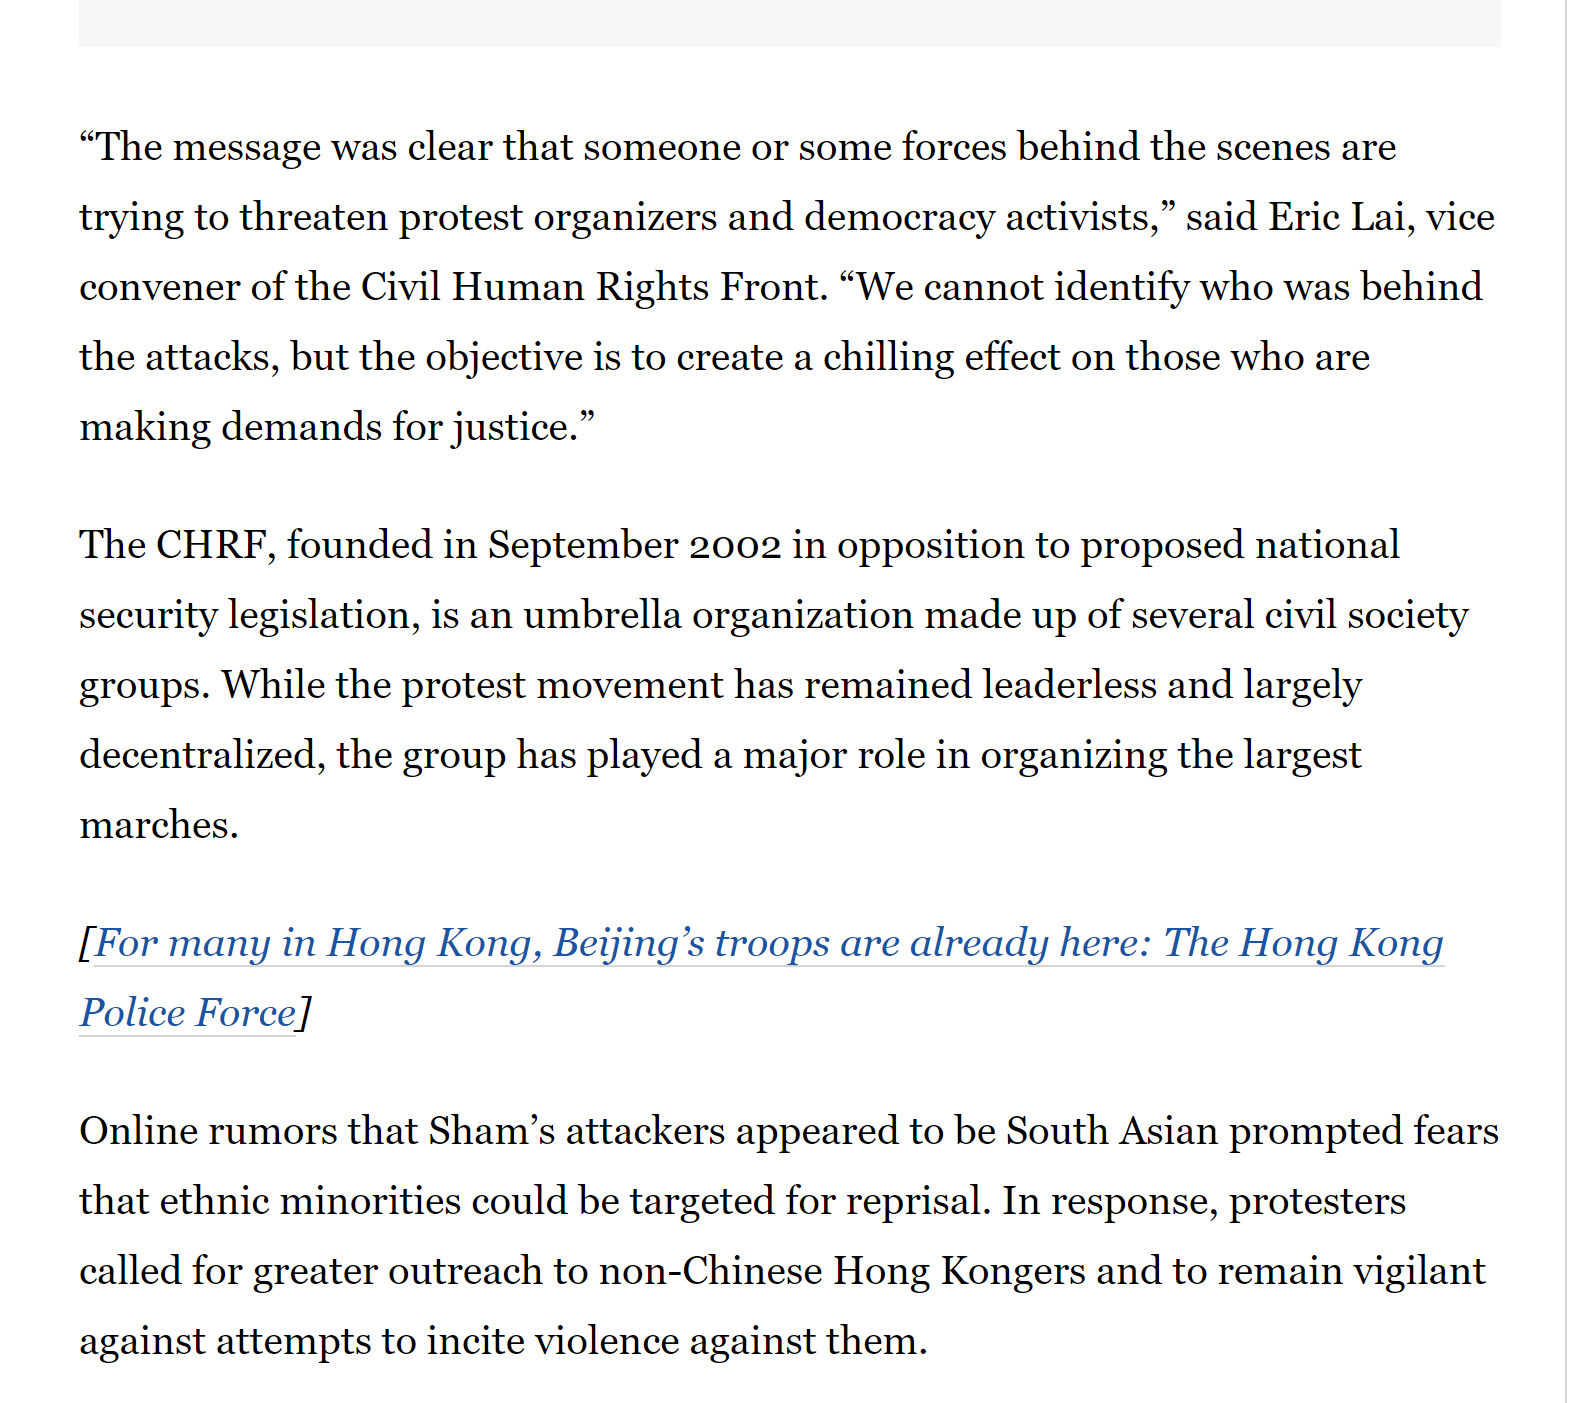 “The message was clear that someone or some forces behind the scenes are
trying to threaten protest organizers and democracy activists,” said Eric Lai, vice
convener of the Civil Human Rights Front. “We cannot identify who was behind
the attacks, but the objective is to create a chilling effect on those who are
making demands for justice.”
The CHRF, founded in September 2002 in opposition to proposed national
security legislation, is an umbrella organization made up of several civil society
groups. While the protest movement has remained leaderless and largely
decentralized, the group has played a major role in organizing the largest
marches.
[For many in Hong Kong, Beijing’s troops are already here: The Hong Kong
Police Force]
Online rumors that Sham’s attackers appeared to be South Asian prompted fears
that ethnic minorities could be targeted for reprisal. In response, protesters
called for greater outreach to non-Chinese Hong Kongers and to remain vigilant
against attempts to incite violence against them.